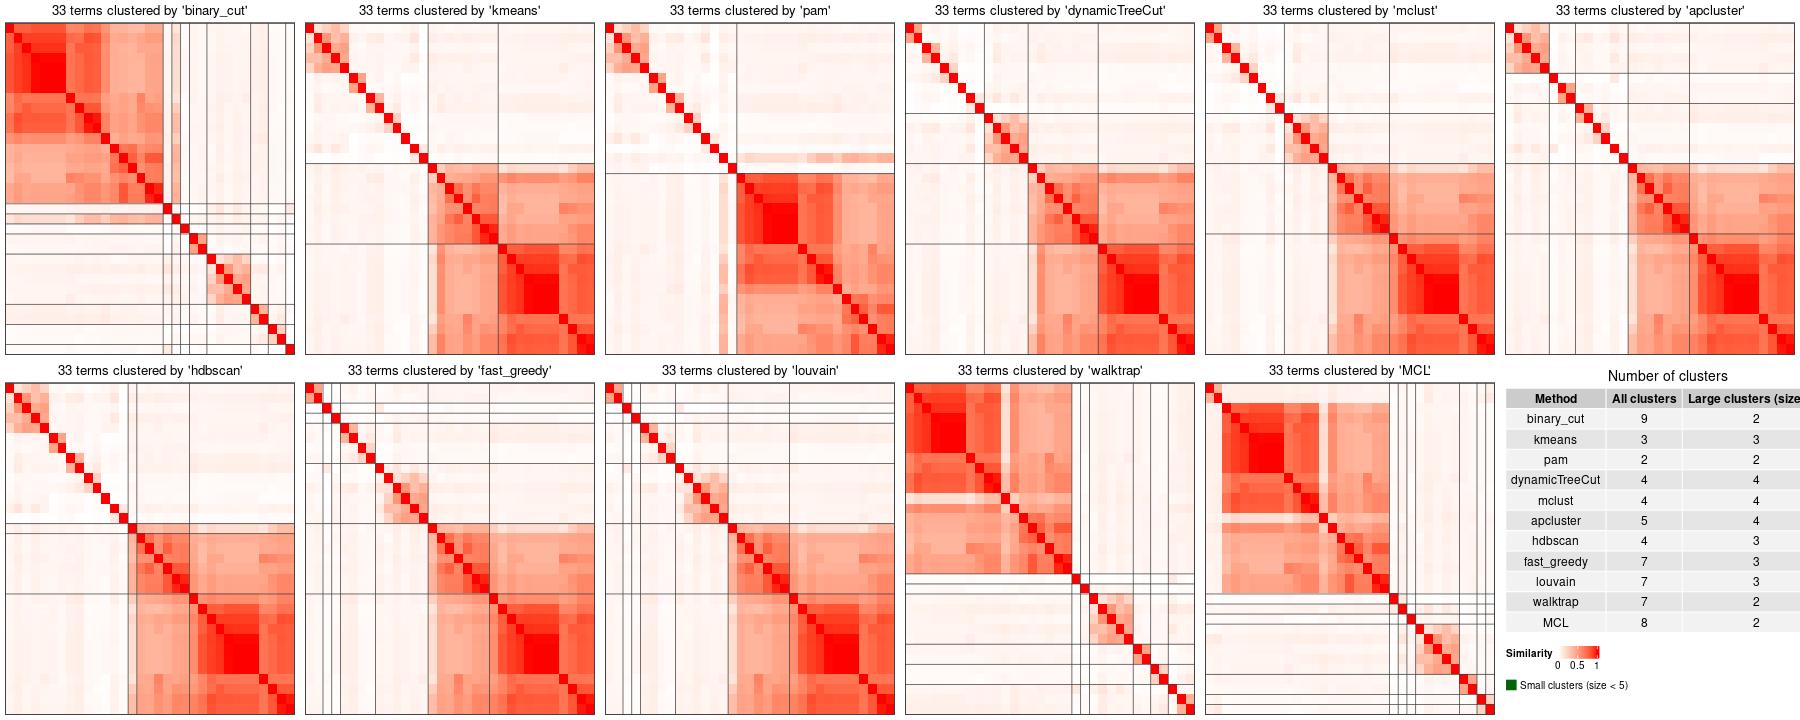 33 terms clustered by 'binary_cut'
33 terms clustered by 'kmeans'
33 terms clustered by 'pam'
33 terms clustered by 'dynamicTreeCut'
33 terms clustered by 'mclust'
33 terms clustered by 'apcluster'
33 terms clustered by 'hdbscan'
33 terms clustered by 'fast_greedy'
33 terms clustered by 'louvain'
33 terms clustered by 'walktrap'
33 terms clustered by 'MCL'
Number of clusters
Method All clusters Large clusters (size
binary_cut 9 2
kmeans 3 3
pam 2 2
dynamicTreeCut 4 4
mclust 4 4
apcluster 5 4
hdbscan 4 3
fast_greedy 7 3
louvain 7 3
walktrap 7 2
MCL 8 2
Similarity
0 0.5 1
Small clusters (size < 5)